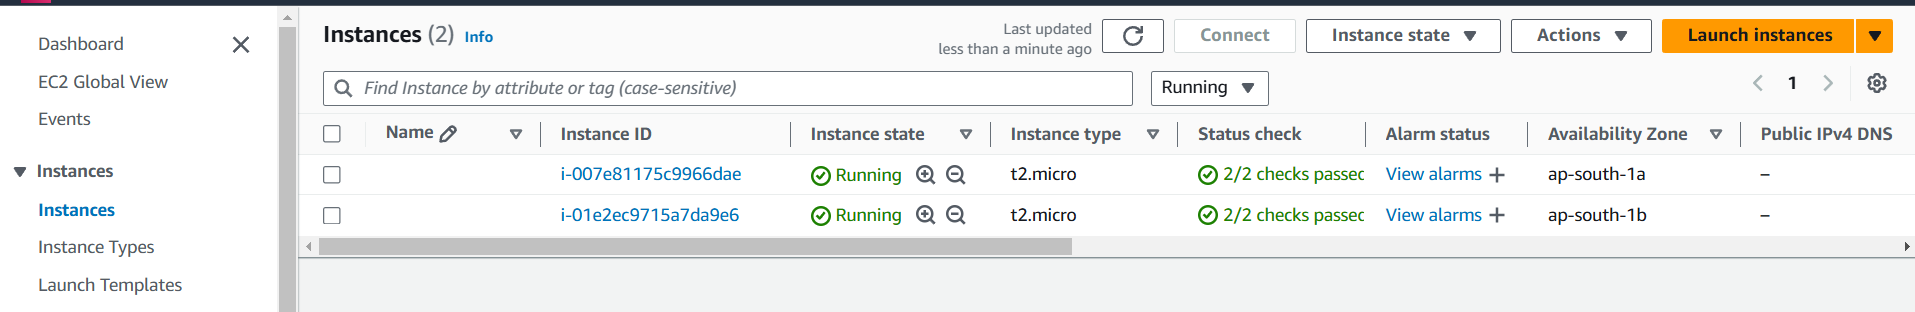 Dashboard
EC2 Global View
Events
Instances
Instances
Instance Types
Launch Templates
Instances (2) Info
Last updated
less than a minute ago
Connect
Instance state
Actions
Launch instances
Find Instance by attribute or tag (case-sensitive)
Running
1
Name Instance ID Instance state Instance type Status check Alarm status Availability Zone Public IPv4 DNS
i-007e81175c9966dae Running t2.micro 2/2 checks passec View alarms + ap-south-1a –
i-01e2ec9715a7da9e6 Running t2.micro 2/2 checks passec View alarms + ap-south-1b –